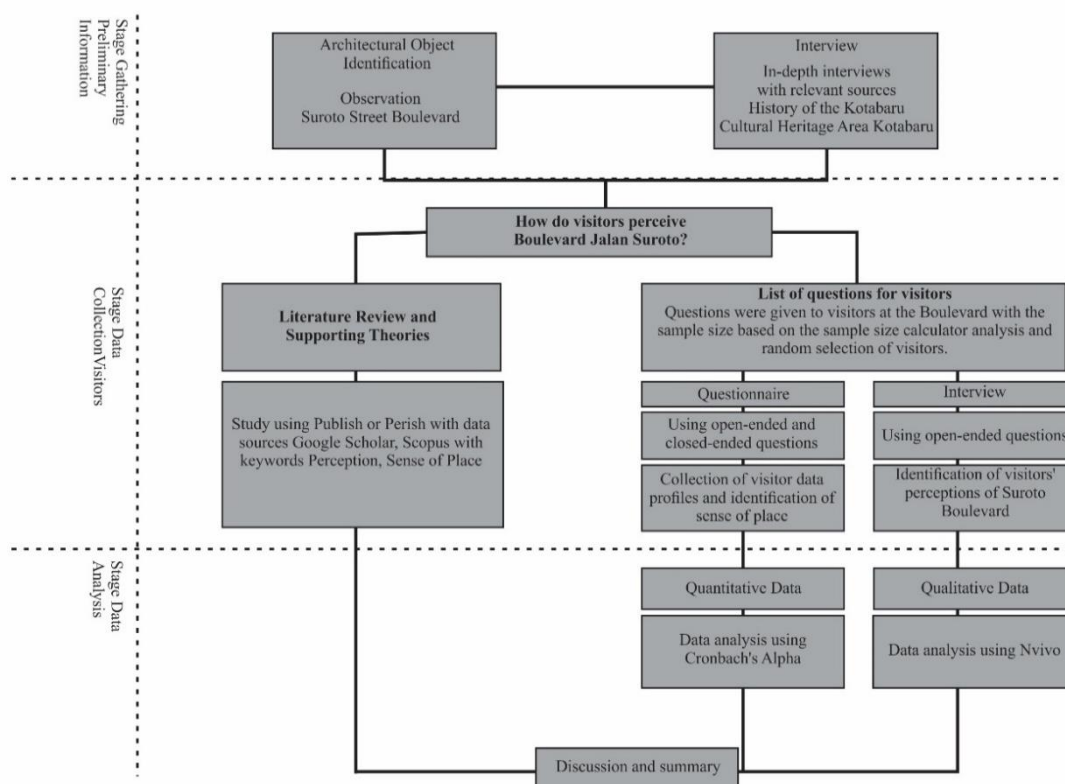 Stage Gathering
Preliminary
Information
Architectural Object
Identification
Observation
Suroto Street Boulevard
Interview
In-depth interviews
with relevant sources
History of the Kotabaru
Cultural Heritage Area Kotabaru
Stage Data
CollectionVisitors
How do visitors perceive
Boulevard Jalan Suroto?
Literature Review and
Supporting Theories
Study using Publish or Perish with data
sources Google Scholar, Scopus with
keywords Perception, Sense of Place
List of questions for visitors
Questions were given to visitors at the Boulevard with the
sample size based on the sample size calculator analysis and
random selection of visitors.
Questionnaire
Using open-ended and
closed-ended questions
Collection of visitor data
profiles and identification of
sense of place
Interview
Using open-ended questions
Identification of visitors'
perceptions of Suroto
Boulevard
Stage Data
Analysis
Quantitative Data
Data analysis using
Cronbach's Alpha
Qualitative Data
Data analysis using Nvivo
Discussion and summary